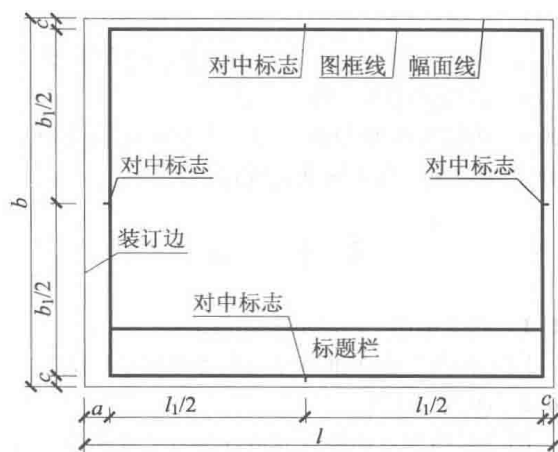 c
对中标志 图框线 幅面线
b₁/2
对中标志 对中标志
b
装订边
b₁/2
对中标志
标题栏
c
a l₁/2 l₁/2 c
l